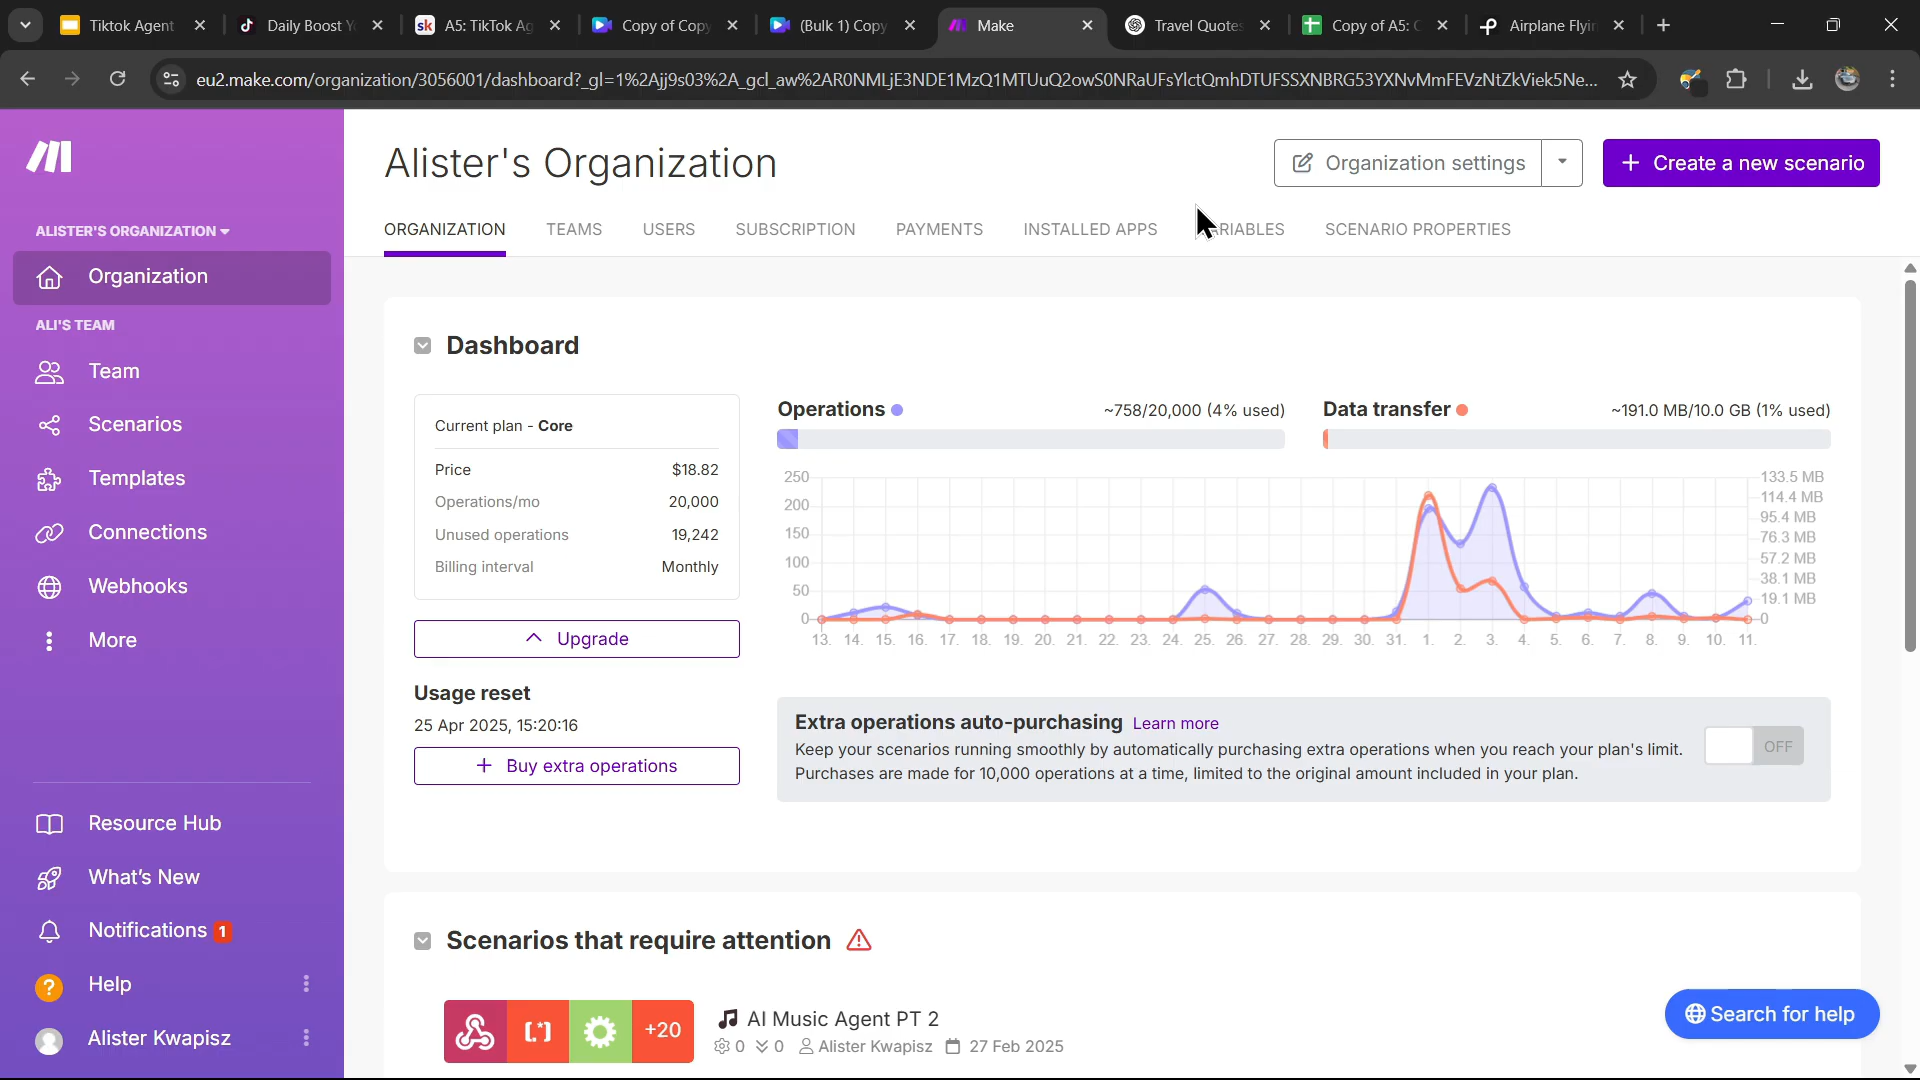 Tiktok Agent
Daily Boost Y
A5: TikTok Ag
Copy of Copy
(Bulk 1) Copy
Make
Travel Quotes
Copy of A5: C
Airplane Flyin
eu2.make.com/organization/3056001/dashboard?_gl=1%2Ajj9s03%2A_gcl_aw%2AR0NMLjE3NDE1MzQ1MTUuQ2owS0NRaUFsYlctQmhDTUFSSXNBRG53YXNvMmFEVzNtZkViek5Ne...
Alister's Organization
Organization settings
+ Create a new scenario
ORGANIZATION TEAMS USERS SUBSCRIPTION PAYMENTS INSTALLED APPS RIABLES SCENARIO PROPERTIES
ALISTER'S ORGANIZATION
Organization
ALI'S TEAM
Team
Scenarios
Templates
Connections
Webhooks
More
Resource Hub
What's New
Notifications 1
? Help
Alister Kwapisz
Dashboard
Current plan - Core
Price $18.82
Operations/mo 20,000
Unused operations 19,242
Billing interval Monthly
Upgrade
Usage reset
25 Apr 2025, 15:20:16
+ Buy extra operations
Operations ~758/20,000 (4% used)
Data transfer ~191.0 MB/10.0 GB (1% used)
250
200
150
100
50
0
133.5 MB
114.4 MB
95.4 MB
76.3 MB
57.2 MB
38.1 MB
19.1 MB
0
13. 14. 15. 16. 17. 18. 19. 20. 21. 22. 23. 24. 25. 26. 27. 28. 29. 30. 31. 1. 2. 3. 4. 5. 6. 7. 8. 9. 10. 11.
Extra operations auto-purchasing Learn more
Keep your scenarios running smoothly by automatically purchasing extra operations when you reach your plan's limit.
Purchases are made for 10,000 operations at a time, limited to the original amount included in your plan.
OFF
Scenarios that require attention
+20
AI Music Agent PT 2
0 0 Alister Kwapisz 27 Feb 2025
Search for help